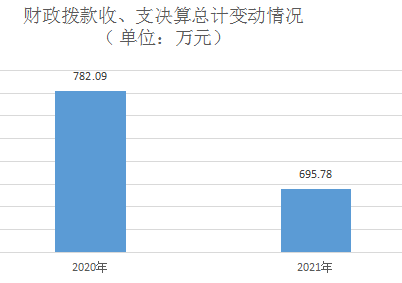 财政拨款收、支决算总计变动情况
（单位：万元）
782.09
695.78
2020年
2021年